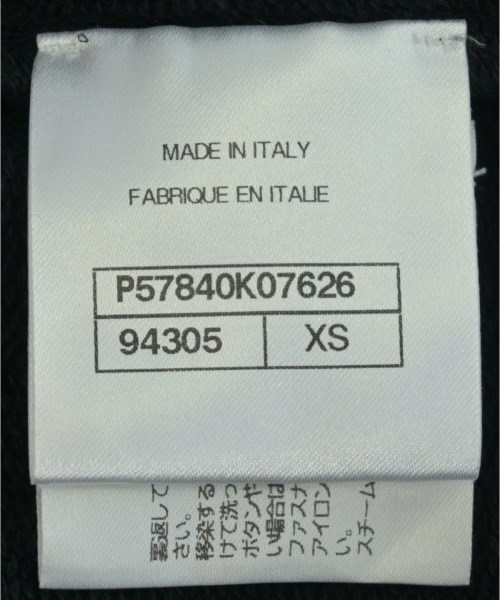 MADE IN ITALY
FABRIQUE EN ITALIE
P57840K07626
94305 XS
裏返して
さい。
移染する
けて洗っ
ボタンや
い場合は
ファスナ
アイロン
い。
スチーム